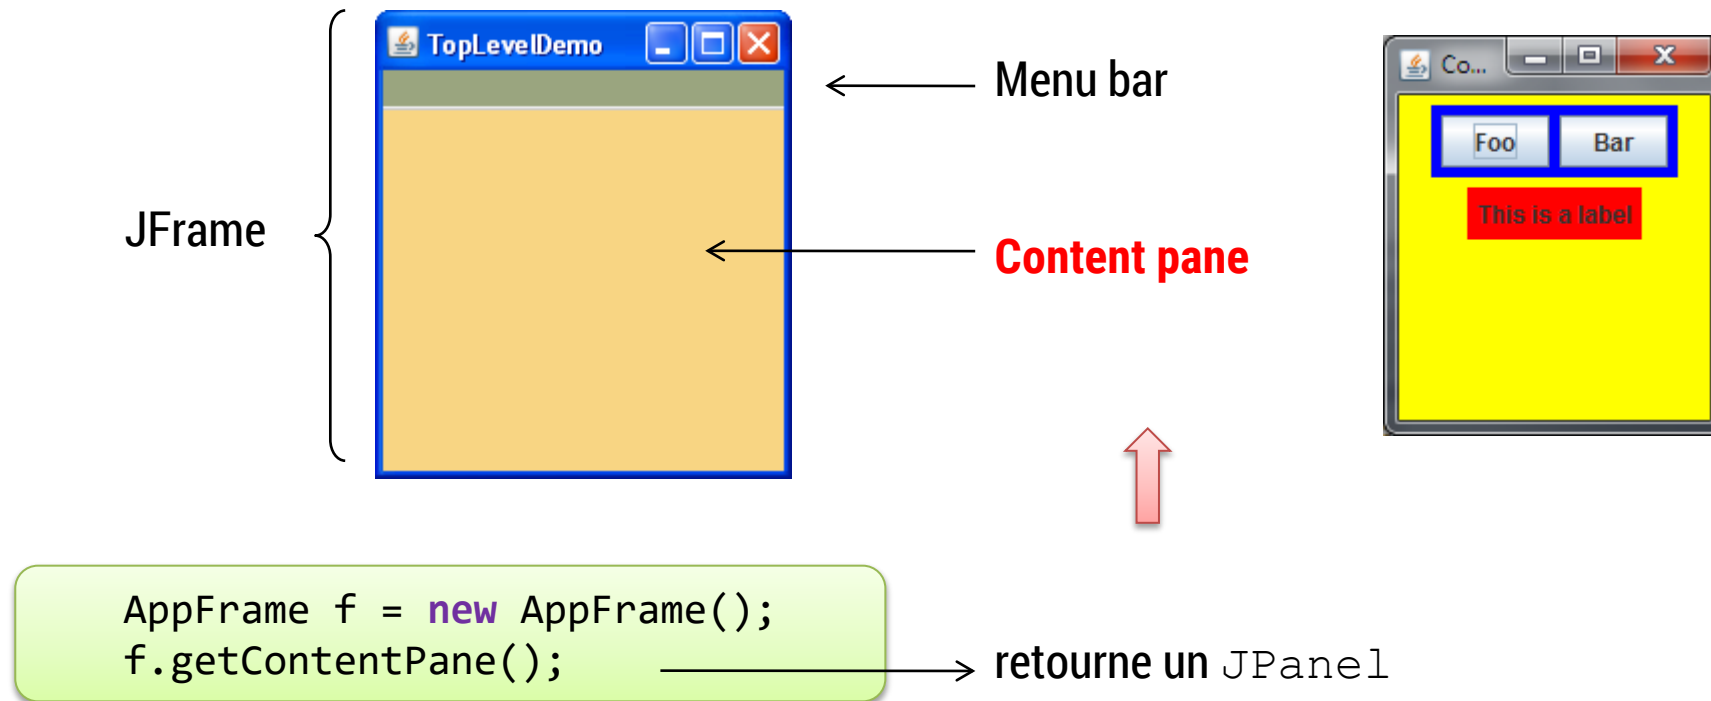 TopLevelDemo
Menu bar
JFrame
Content pane
Co...
Foo
Bar
This is a label
AppFrame f = new AppFrame();
f.getContentPane();
retourne un JPanel